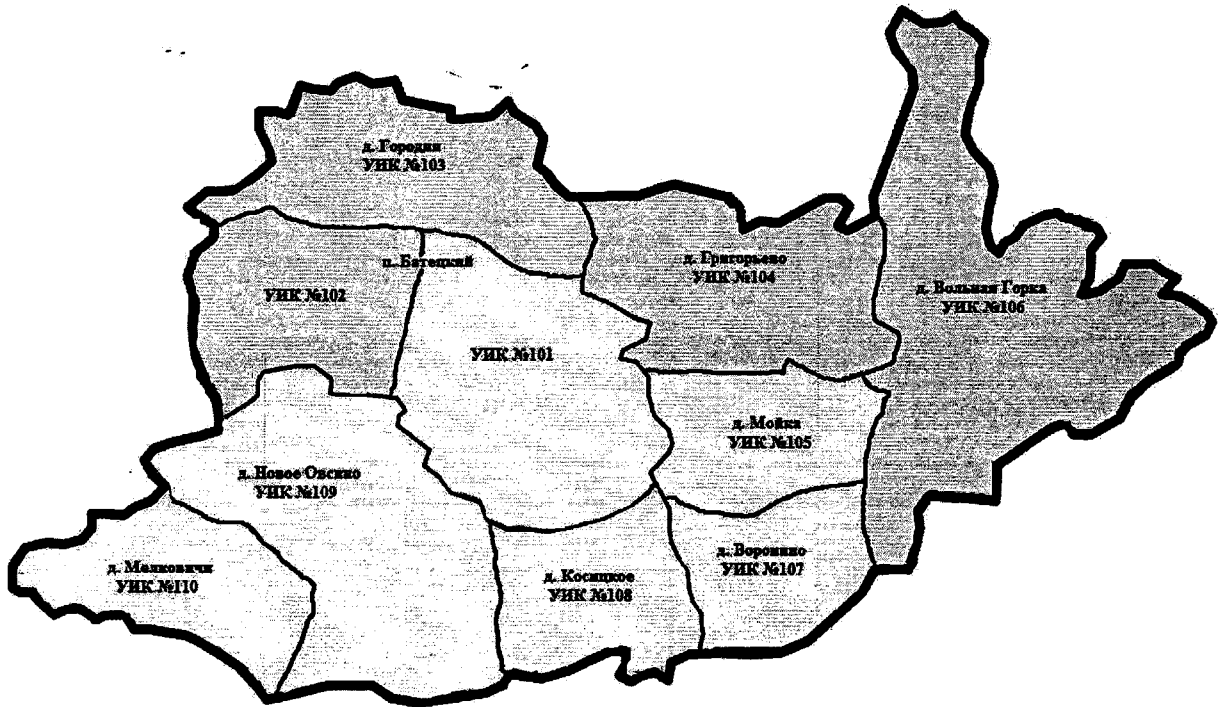 д. Городня
УИК №103
п. Батецкий
УИК №102
д. Григорьево
УИК №104
д. Вольная Горка
УИК №106
УИК №101
д. Мойка
УИК №105
д. Новое Овсино
УИК №109
д. Воронино
УИК №107
д. Мелковичи
УИК №110
д. Косицкое
УИК №108